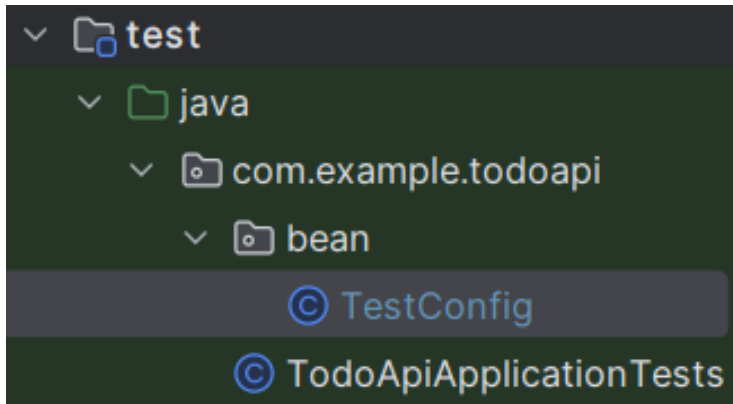 test
java
com.example.todoapi
bean
TestConfig
TodoApiApplicationTests